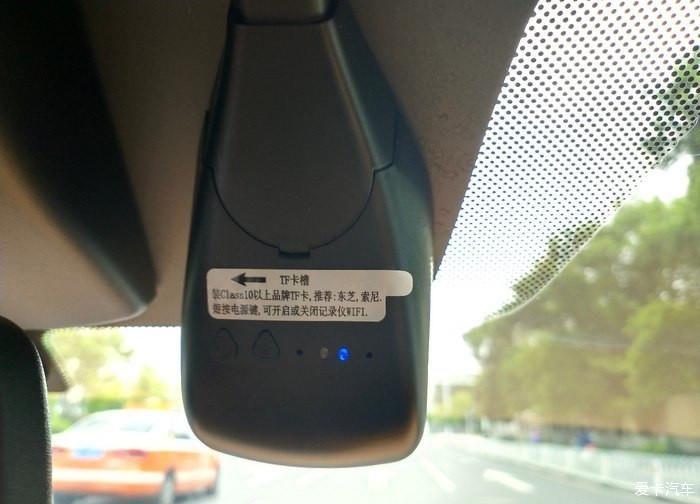 TF卡槽
装Class10以上品牌TF卡,推荐:东芝,索尼.
短按电源键,可开启或关闭记录仪WIFI.
爱卡汽车